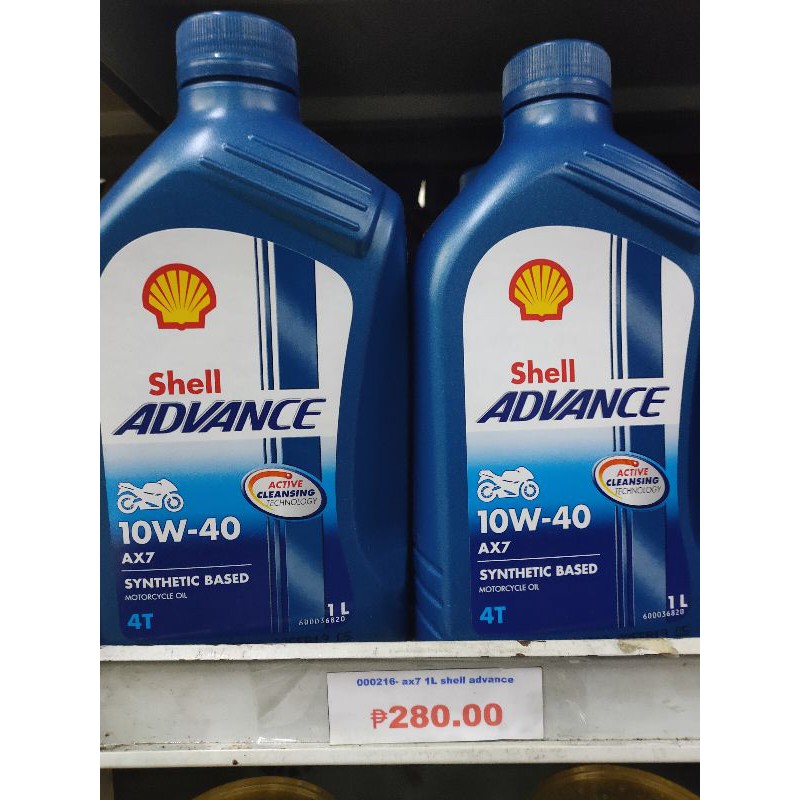 Shell
ADVANCE
ACTIVE
CLEANSING
TECHNOLOGY
10W-40
AX7
SYNTHETIC BASED
MOTORCYCLE OIL
4T
1 L
600036820
Shell
ADVANCE
ACTIVE
CLEANSING
TECHNOLOGY
10W-40
AX7
SYNTHETIC BASED
MOTORCYCLE OIL
4T
1 L
600036820
000216- ax7 1L shell advance
₱280.00